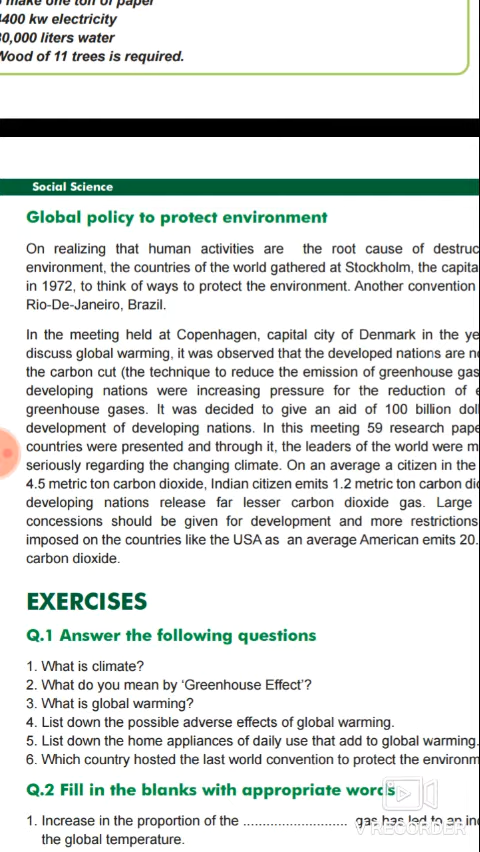 to make one ton of paper
4400 kw electricity
30,000 liters water
Wood of 11 trees is required.
Social Science
Global policy to protect environment
On realizing that human activities are the root cause of
environment, the countries of the world gathered at Stockholm, the
in 1972, to think of ways to protect the environment. Another convention
Rio-De-Janeiro, Brazil.
In the meeting held at Copenhagen, capital city of Denmark in the
discuss global warming, it was observed that the developed nations are
the carbon cut (the technique to reduce the emission of greenhouse
developing nations were increasing pressure for the reduction of
greenhouse gases. It was decided to give an aid of 100 billion
development of developing nations. In this meeting 59 research
countries were presented and through it, the leaders of the world were
seriously regarding the changing climate. On an average a citizen in the
4.5 metric ton carbon dioxide, Indian citizen emits 1.2 metric ton carbon
developing nations release far lesser carbon dioxide gas. Large
concessions should be given for development and more restrictions
imposed on the countries like the USA as an average American emits 20.
carbon dioxide.
EXERCISES
Q.1 Answer the following questions
1. What is climate?
2. What do you mean by ‘Greenhouse Effect’?
3. What is global warming?
4. List down the possible adverse effects of global warming.
5. List down the home appliances of daily use that add to global warming.
6. Which country hosted the last world convention to protect the
Q.2 Fill in the blanks with appropriate words
1. Increase in the proportion of the .......................... gas has led to an
the global temperature.
V RECORDER